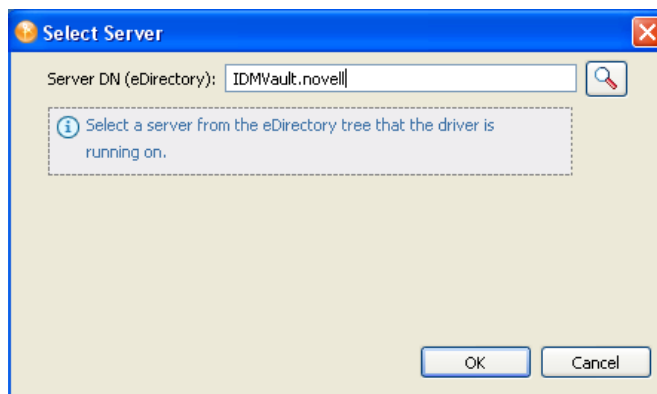 Select Server
Server DN (eDirectory): IDMVault.novell
Select a server from the eDirectory tree that the driver is
running on.
OK Cancel